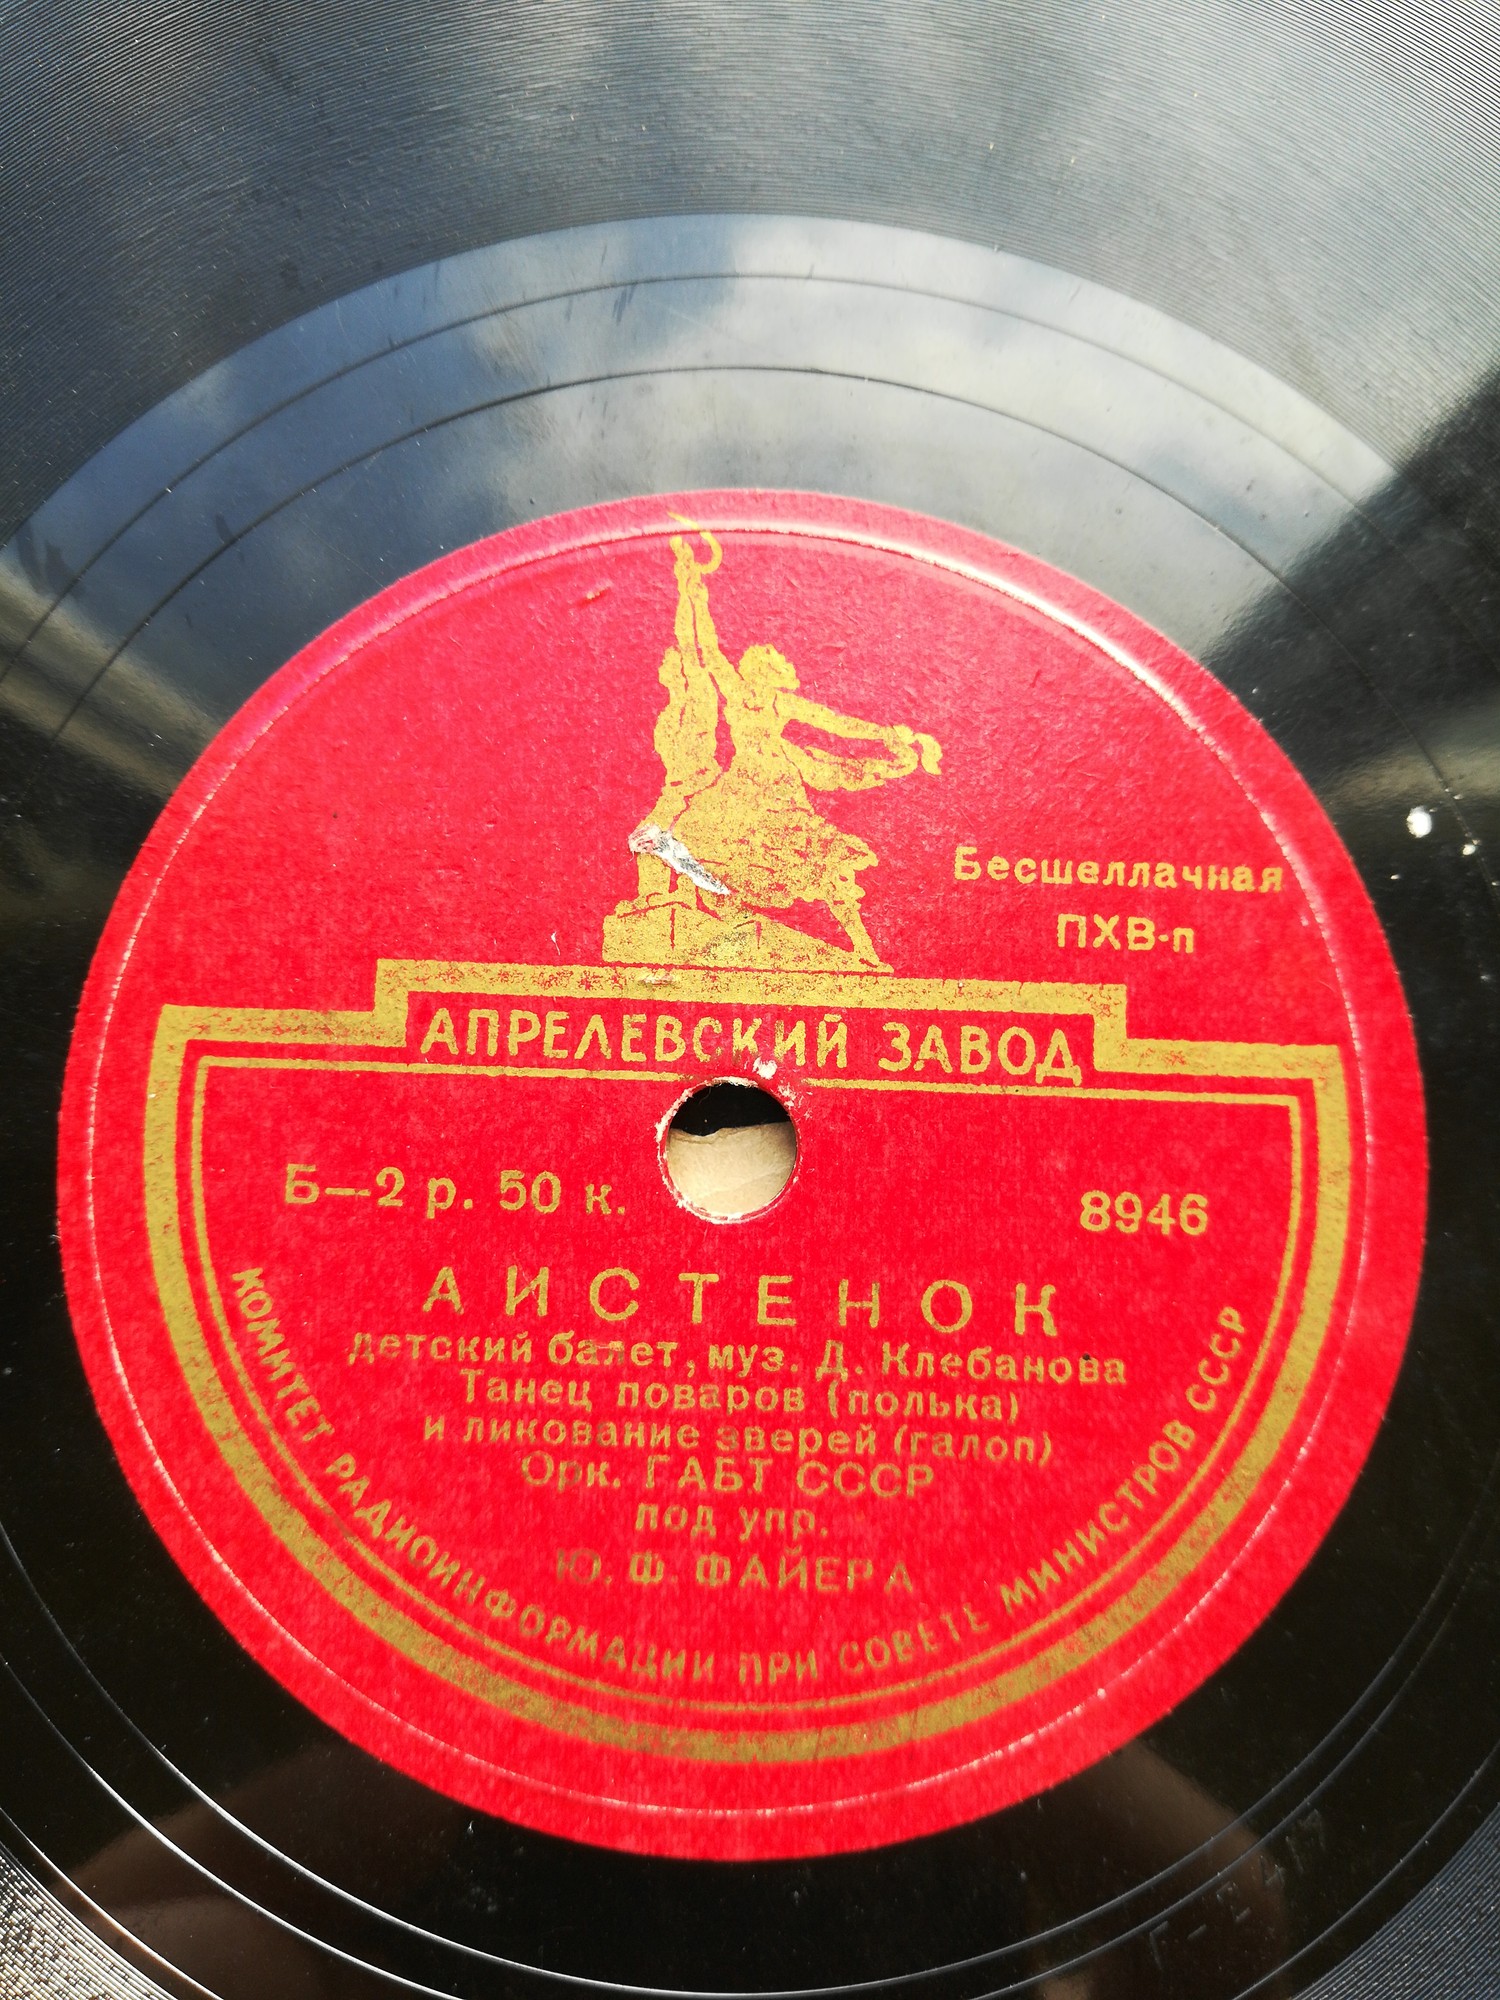 Бесшеллачная
ПХВ-п
АПРЕЛЕВСКИЙ ЗАВОД
Б—2 р. 50 к.
8946
АИСТЕНОК
детский балет, муз. Д. Клебанова
Танец поваров (полька)
и ликование зверей (галоп)
Орк. ГАБТ СССР
под упр.
Ю. Ф. ФАЙЕРА
КОМИТЕТ РАДИОИНФОРМАЦИИ ПРИ СОВЕТЕ МИНИСТРОВ СССР